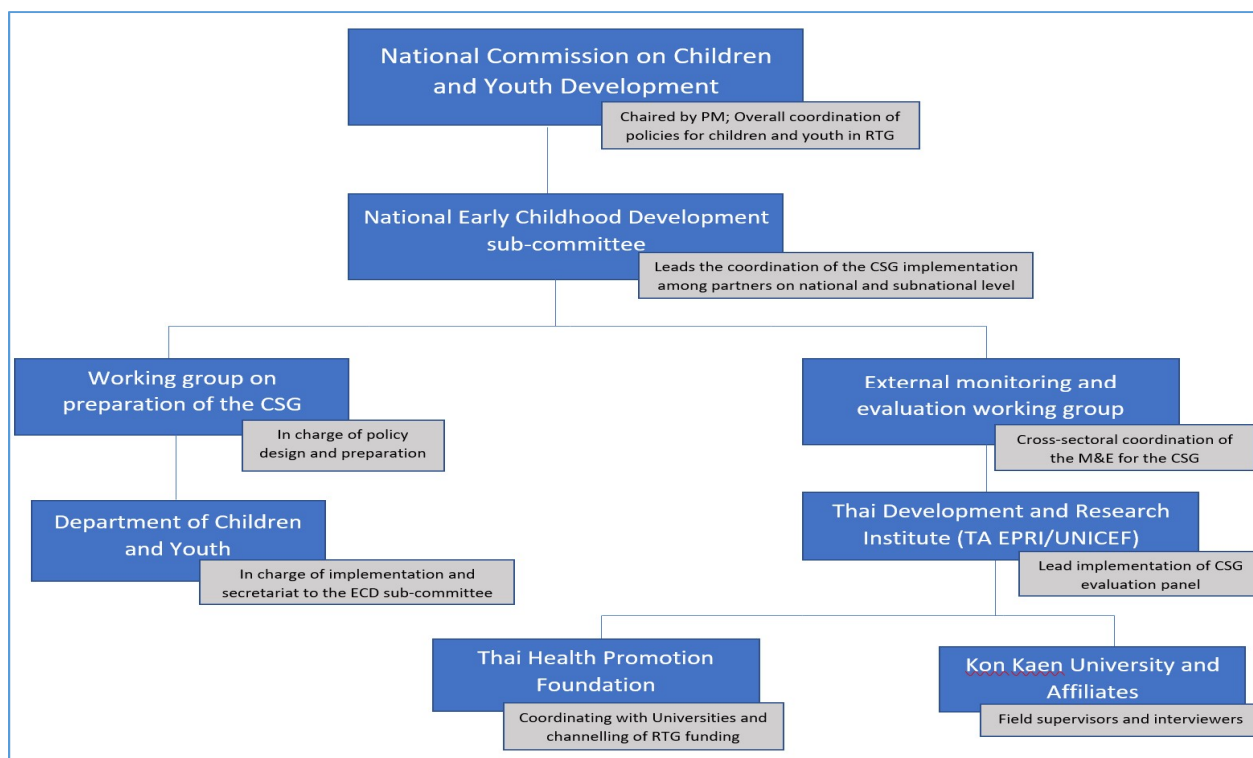 National Commission on Children
and Youth Development
Chaired by PM; Overall coordination of
policies for children and youth in RTG
National Early Childhood Development
sub-committee
Leads the coordination of the CSG implementation
among partners on national and subnational level
Working group on
preparation of the CSG
In charge of policy
design and preparation
External monitoring and
evaluation working group
Cross-sectoral coordination of
the M&E for the CSG
Department of Children
and Youth
In charge of implementation and
secretariat to the ECD sub-committee
Thai Development and Research
Institute (TA EPRI/UNICEF)
Lead implementation of CSG
evaluation panel
Thai Health Promotion
Foundation
Coordinating with Universities and
channelling of RTG funding
Kon Kaen University and
Affiliates
Field supervisors and interviewers